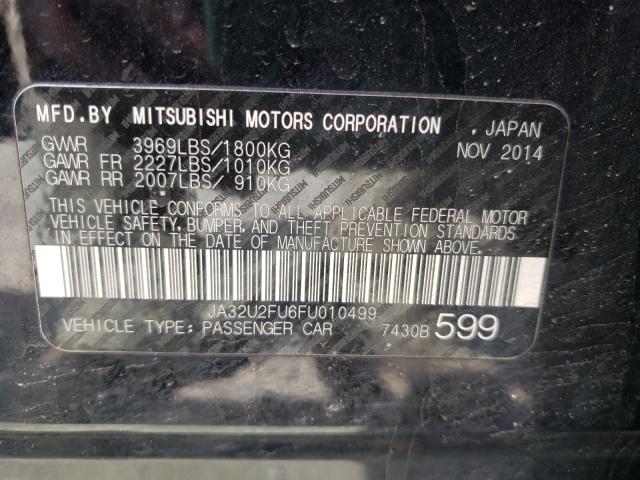 MFD.BY MITSUBISHI MOTORS CORPORATION , JAPAN
GVWR 3969LBS/1800KG NOV 2014
GAWR FR 2227LBS/1010KG
GAWR RR 2007LBS/ 910KG
THIS VEHICLE CONFORMS TO ALL APPLICABLE FEDERAL MOTOR
VEHICLE SAFETY, BUMPER, AND THEFT PREVENTION STANDARDS
IN EFFECT ON THE DATE OF MANUFACTURE SHOWN ABOVE.
JA32U2FU6FU010499
VEHICLE TYPE: PASSENGER CAR 7430B 599